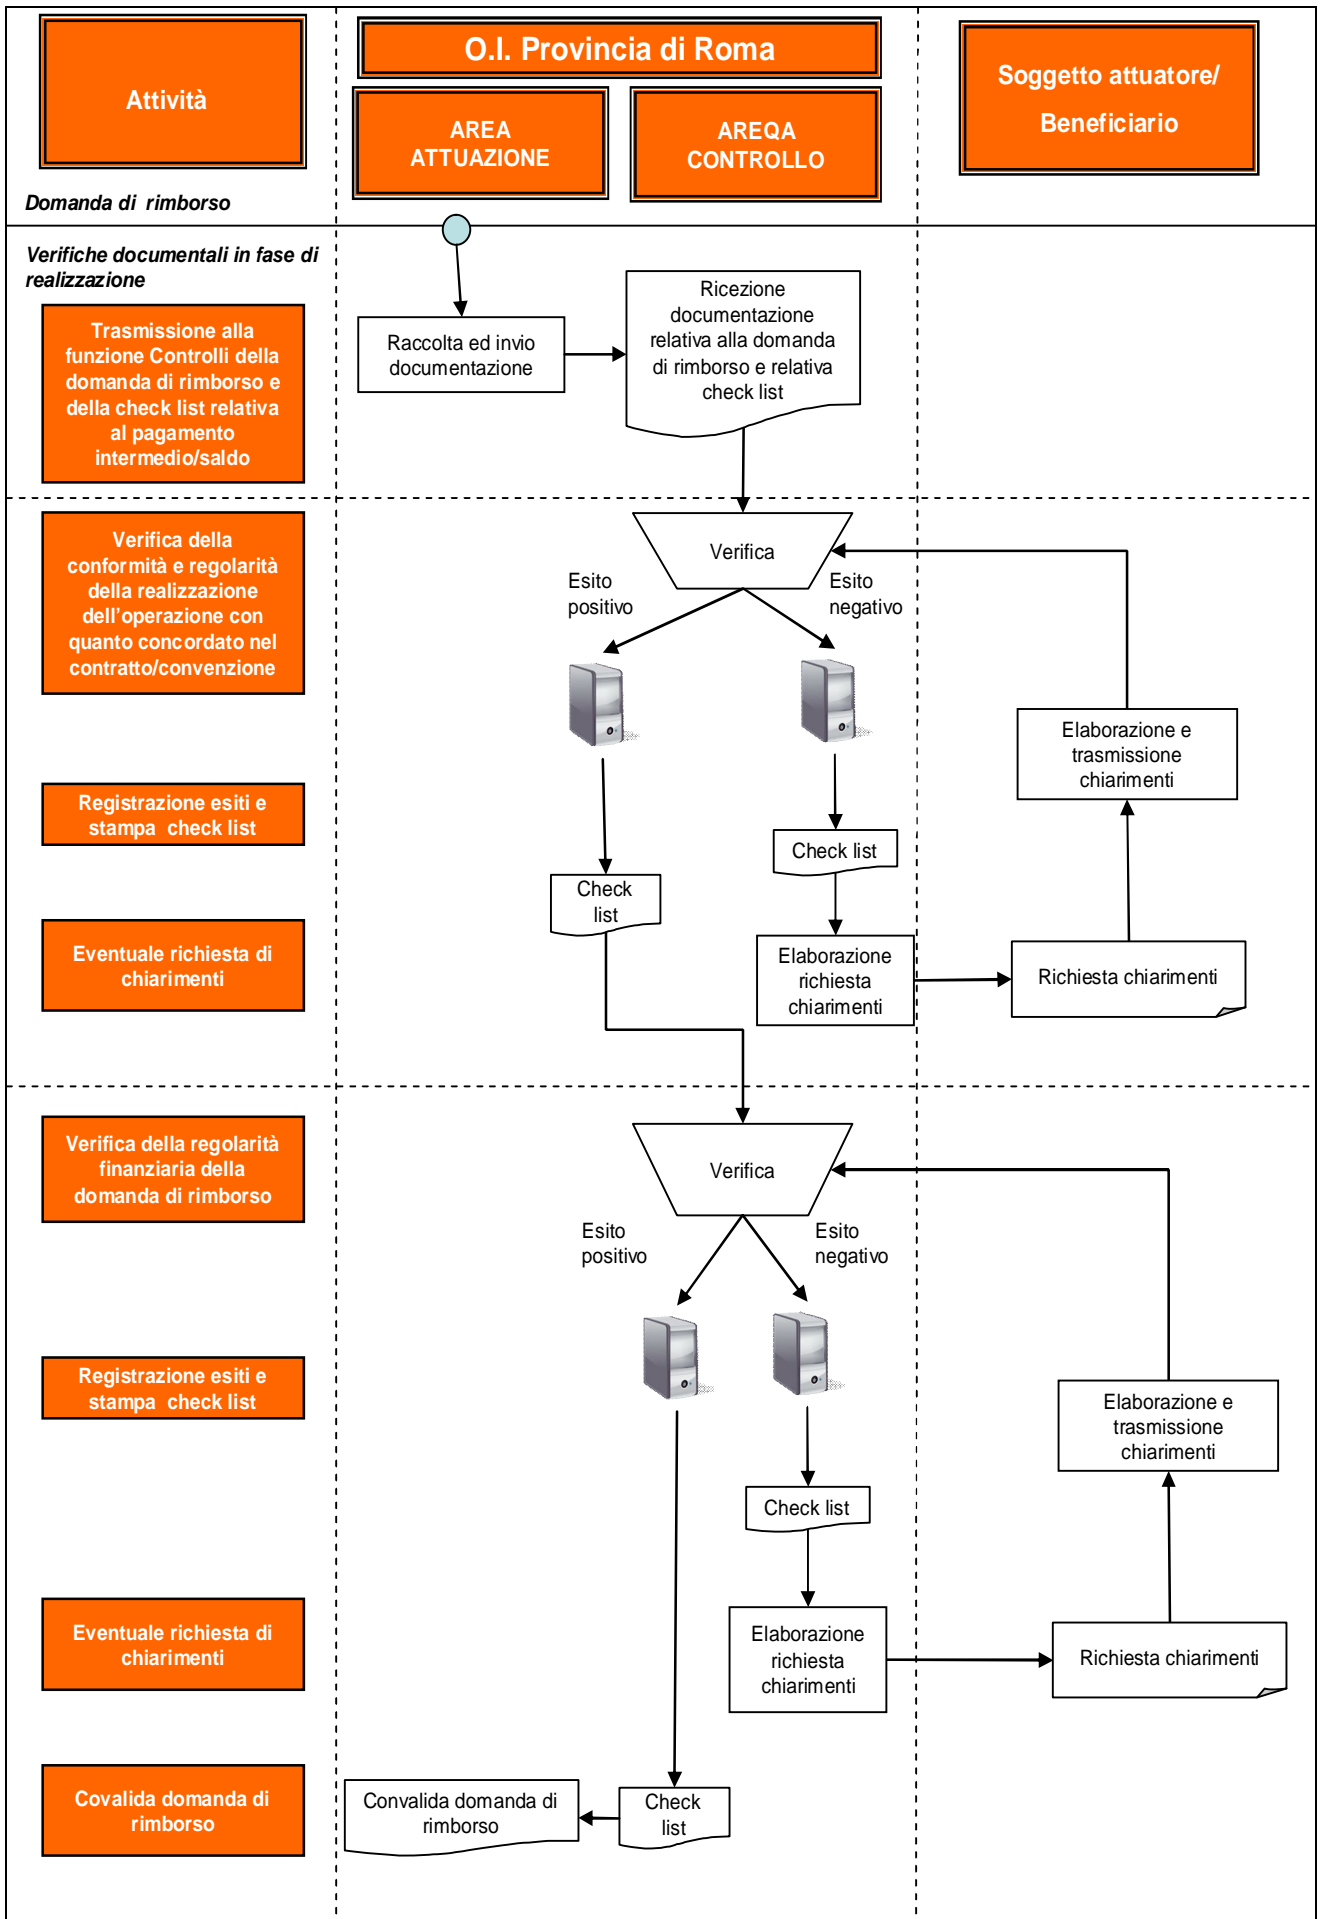 Attività
O.I. Provincia di Roma
AREA
ATTUAZIONE
AREQA
CONTROLLO
Soggetto attuatore/
Beneficiario
Domanda di rimborso
Verifiche documentali in fase di
realizzazione
Trasmissione alla
funzione Controlli della
domanda di rimborso e
della check list relativa
al pagamento
intermedio/saldo
Raccolta ed invio
documentazione
Ricezione
documentazione
relativa alla domanda
di rimborso e relativa
check list
Verifica della
conformità e regolarità
della realizzazione
dell'operazione con
quanto concordato nel
contratto/convenzione
Verifica
Esito
positivo
Esito
negativo
Elaborazione e
trasmissione
chiarimenti
Registrazione esiti e
stampa check list
Check list
Check
list
Eventuale richiesta di
chiarimenti
Elaborazione
richiesta
chiarimenti
Richiesta chiarimenti
Verifica della regolarità
finanziaria della
domanda di rimborso
Verifica
Esito
positivo
Esito
negativo
Registrazione esiti e
stampa check list
Elaborazione e
trasmissione
chiarimenti
Check list
Eventuale richiesta di
chiarimenti
Elaborazione
richiesta
chiarimenti
Richiesta chiarimenti
Covalida domanda di
rimborso
Convalida domanda di
rimborso
Check
list